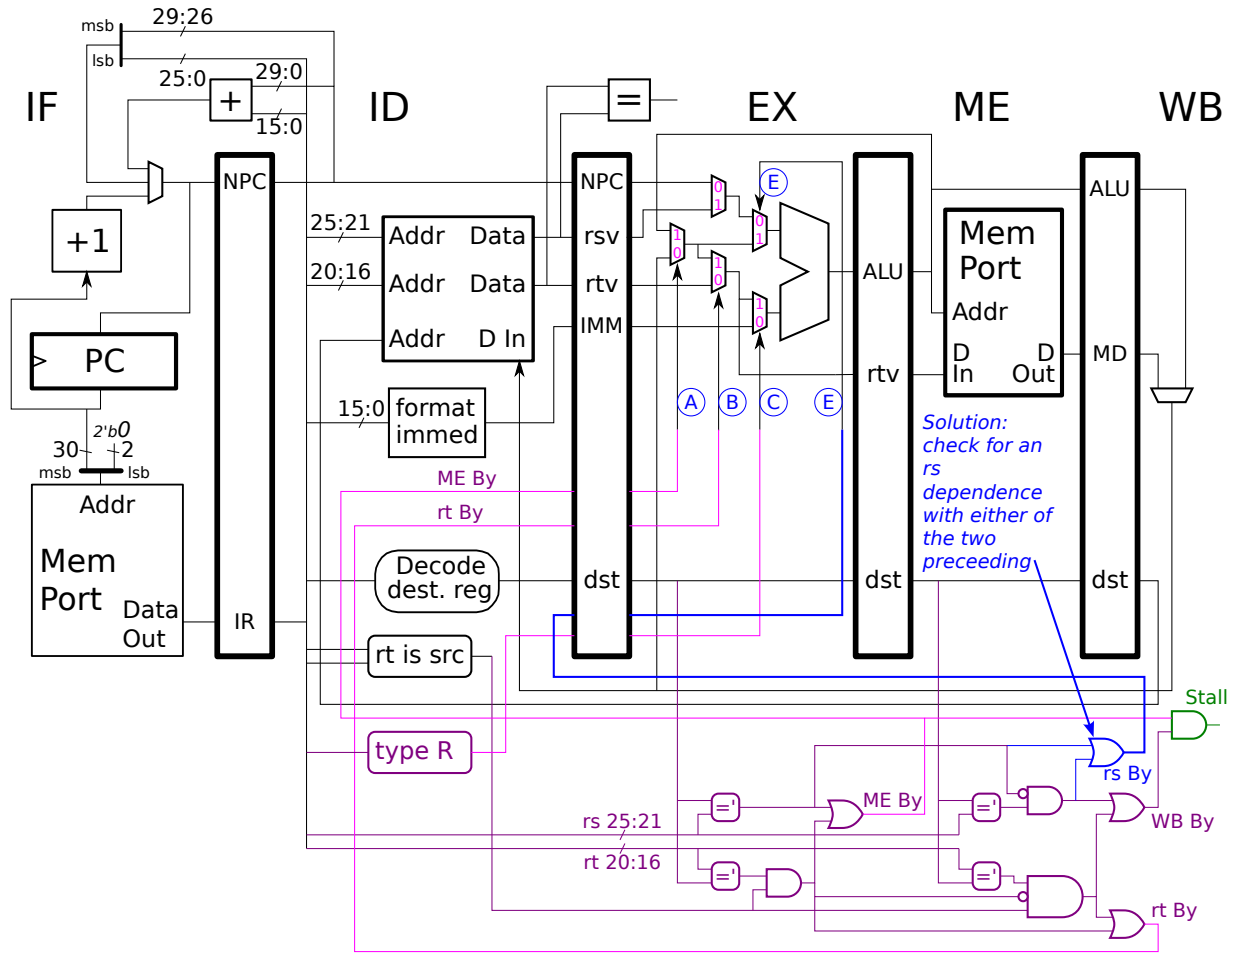 29:26
msb
lsb
25:0
29:0
+
15:0
IF
ID
=
EX
ME
WB
NPC
NPC
0
1
E
ALU
+1
25:21
Addr
Data
rsv
1
0
0
1
Mem
Port
20:16
Addr
Data
rtv
1
0
ALU
Addr
PC
Addr
D In
IMM
1
0
D
In
D
Out
MD
rtv
15:0
format
immed
A
B
C
E
2'b0
30
2
msb
lsb
Addr
Mem
Port
Data
Out
IR
ME By
rt By
Solution:
check for an
rs
dependence
with either of
the two
preceeding
Decode
dest. reg
dst
dst
dst
rt is src
type R
Stall
rs By
='
ME By
='
WB By
rs 25:21
rt 20:16
='
='
rt By